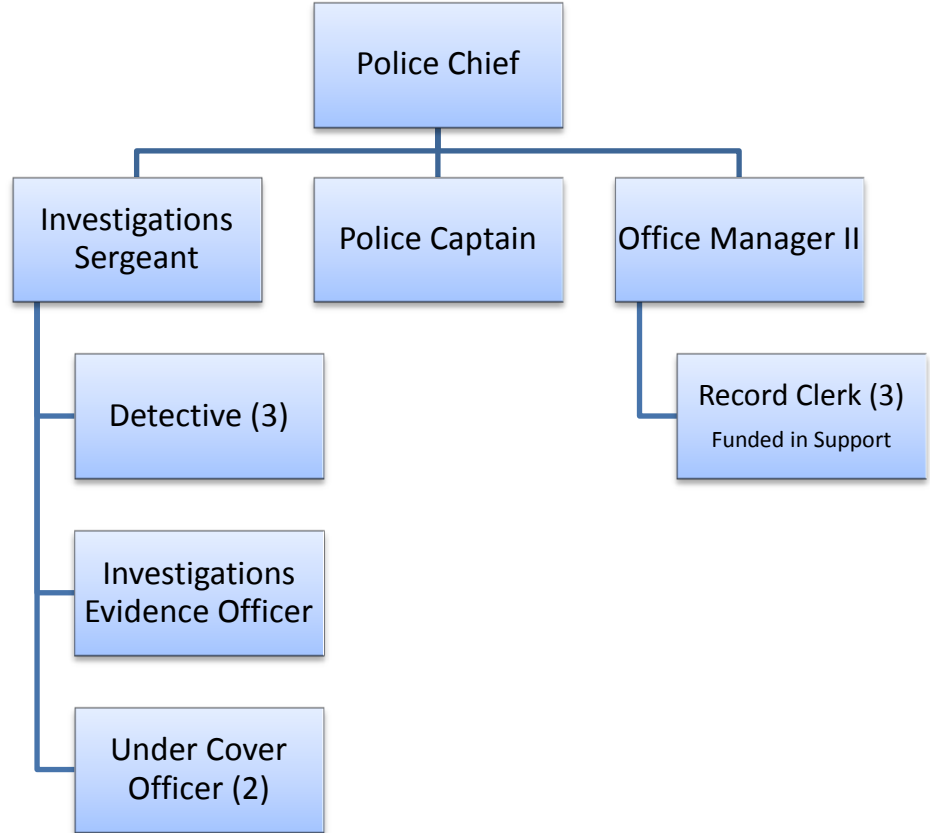 Police Chief
Investigations
Sergeant
Police Captain
Office Manager II
Detective (3)
Record Clerk (3)
Funded in Support
Investigations
Evidence Officer
Under Cover
Officer (2)